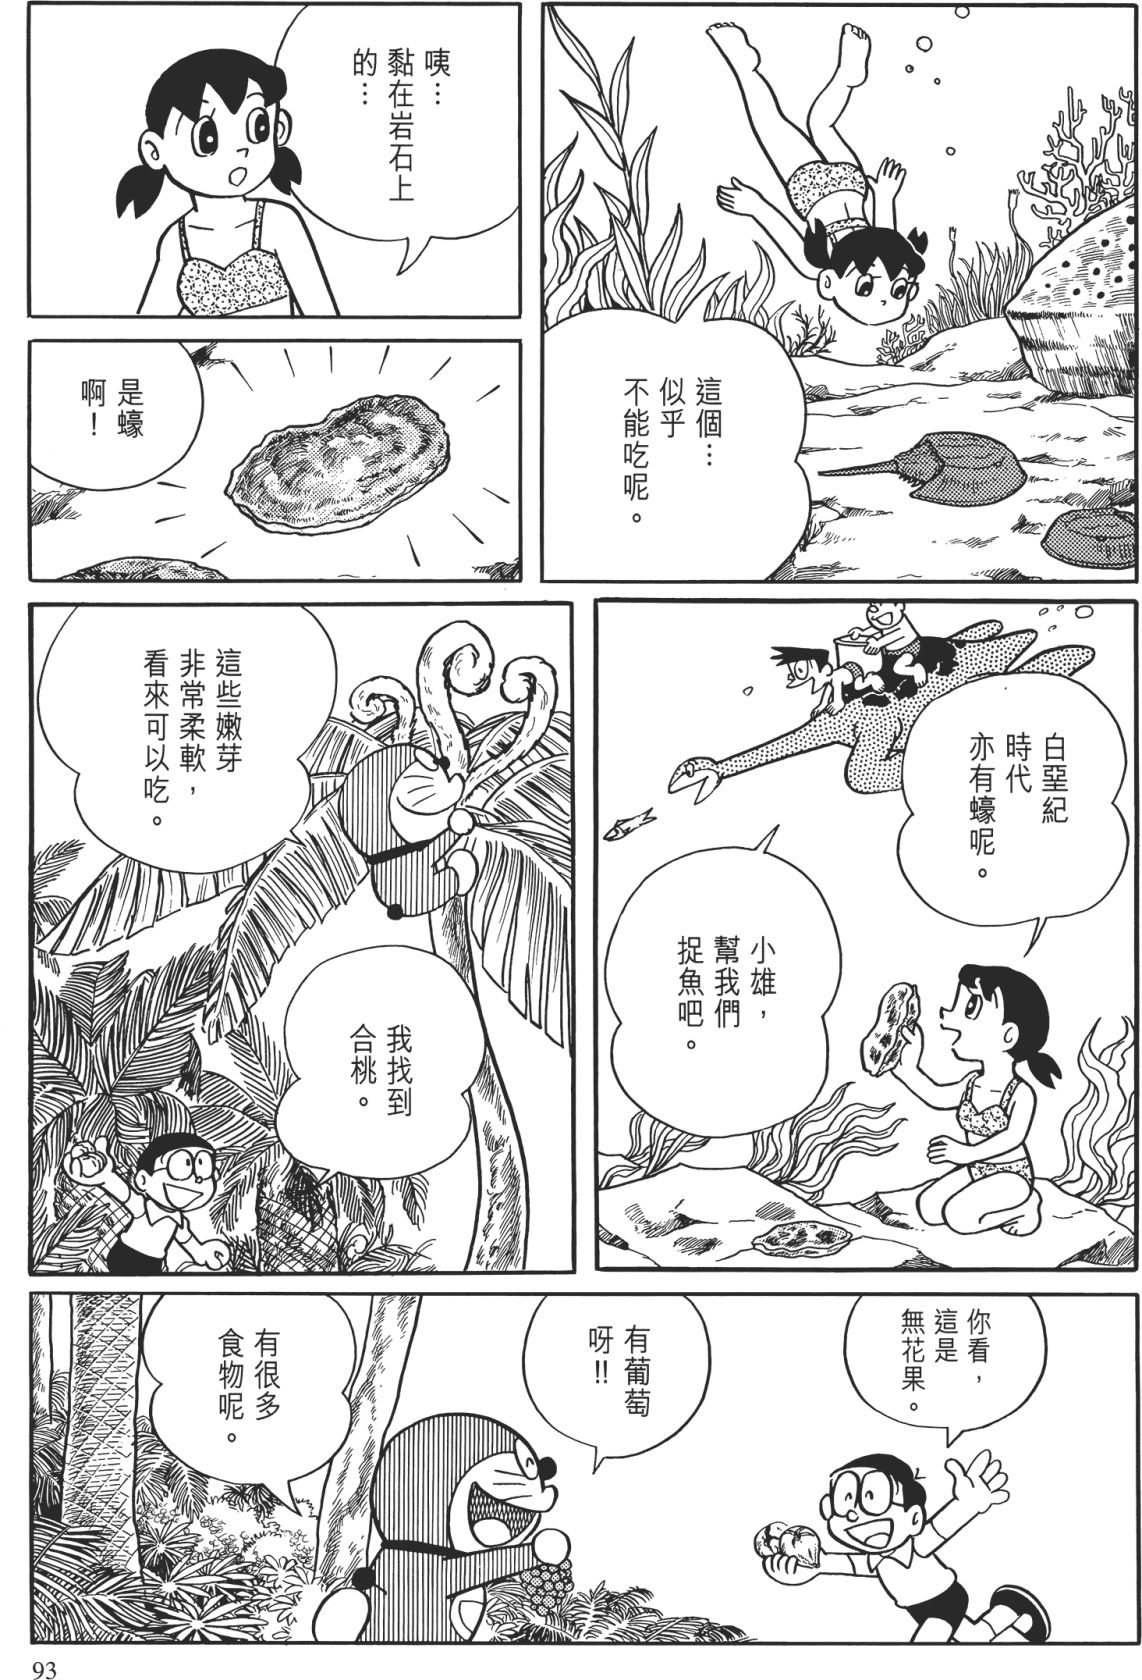 這個⋯
似乎
不能吃呢。
咦⋯
黏在岩石上
的⋯
是蠔
啊！
白堊紀
時代
亦有蠔呢。
小雄，
幫我們
捉魚吧。
這些嫩芽
非常柔軟，
看來可以吃。
我找到
合桃。
你看，
這是
無花果。
有葡萄
呀!!
有很多
食物呢。
93